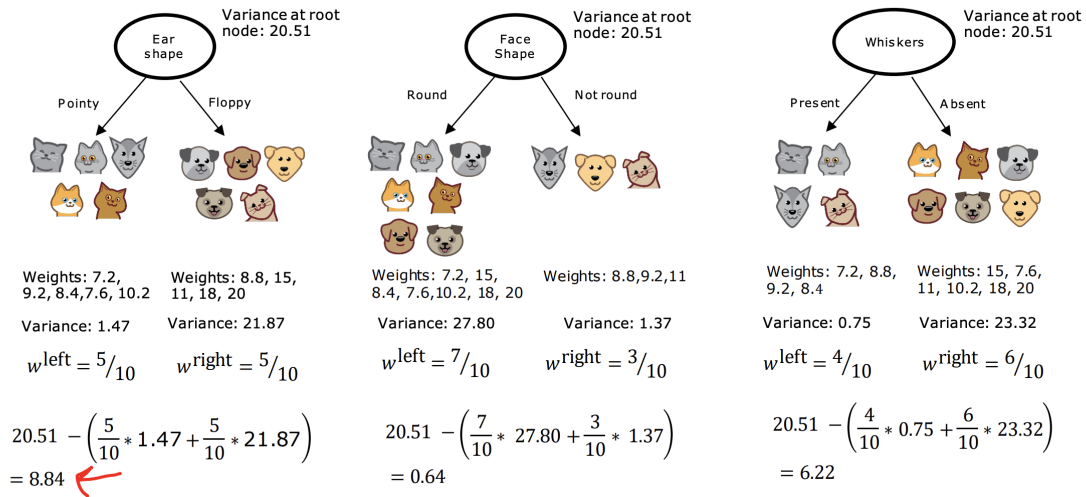 Ear
shape
Variance at root
node: 20.51
Pointy
Floppy
Weights: 7.2,
9.2, 8.4,7.6, 10.2
Weights: 8.8, 15,
11, 18, 20
Variance: 1.47
Variance: 21.87
w^left = 5/10
w^right = 5/10
20.51 − (5/10 * 1.47 + 5/10 * 21.87)
= 8.84
Face
Shape
Variance at root
node: 20.51
Round
Not round
Weights: 7.2, 15,
8.4, 7.6,10.2, 18, 20
Weights: 8.8,9.2,11
Variance: 27.80
Variance: 1.37
w^left = 7/10
w^right = 3/10
20.51 − (7/10 * 27.80 + 3/10 * 1.37)
= 0.64
Whiskers
Variance at root
node: 20.51
Present
Absent
Weights: 7.2, 8.8,
9.2, 8.4
Weights: 15, 7.6,
11, 10.2, 18, 20
Variance: 0.75
Variance: 23.32
w^left = 4/10
w^right = 6/10
20.51 − (4/10 * 0.75 + 6/10 * 23.32)
= 6.22